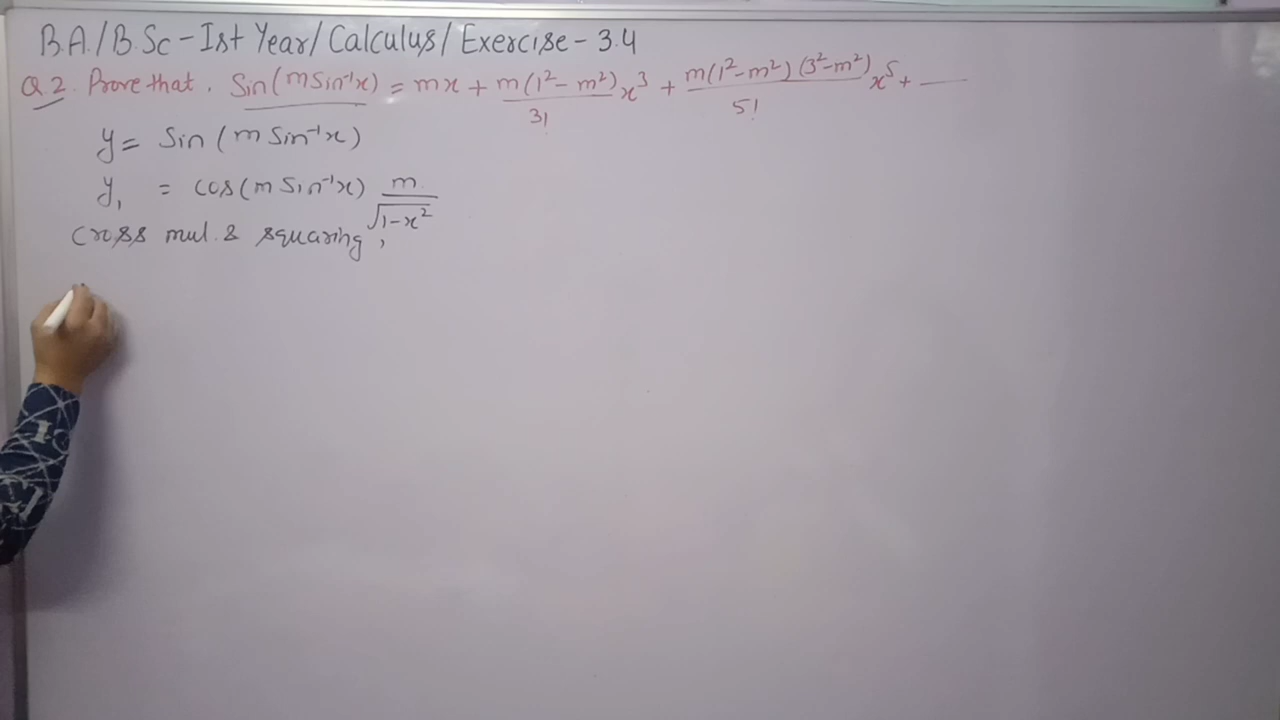 B.A./B.Sc - Ist Year/Calculus/Exercise - 3.4
Q.2. Prove that, Sin(m Sin⁻¹x) = mx + m(1² - m²)/3! x³ + m(1² - m²)(3² - m²)/5! x⁵ + ——
y = Sin(m Sin⁻¹x)
y₁ = cos(m Sin⁻¹x) m/√(1-x²)
Cross mul. & squaring,